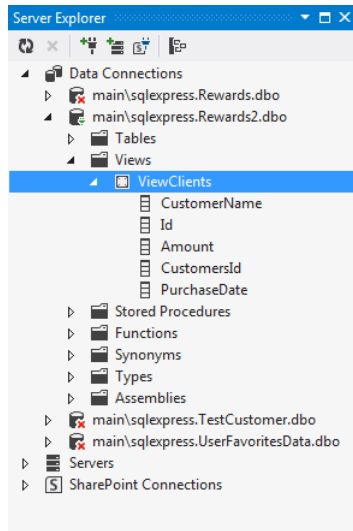 Server Explorer
Data Connections
main\sqlexpress.Rewards.dbo
main\sqlexpress.Rewards2.dbo
Tables
Views
ViewClients
CustomerName
Id
Amount
CustomersId
PurchaseDate
Stored Procedures
Functions
Synonyms
Types
Assemblies
main\sqlexpress.TestCustomer.dbo
main\sqlexpress.UserFavoritesData.dbo
Servers
SharePoint Connections